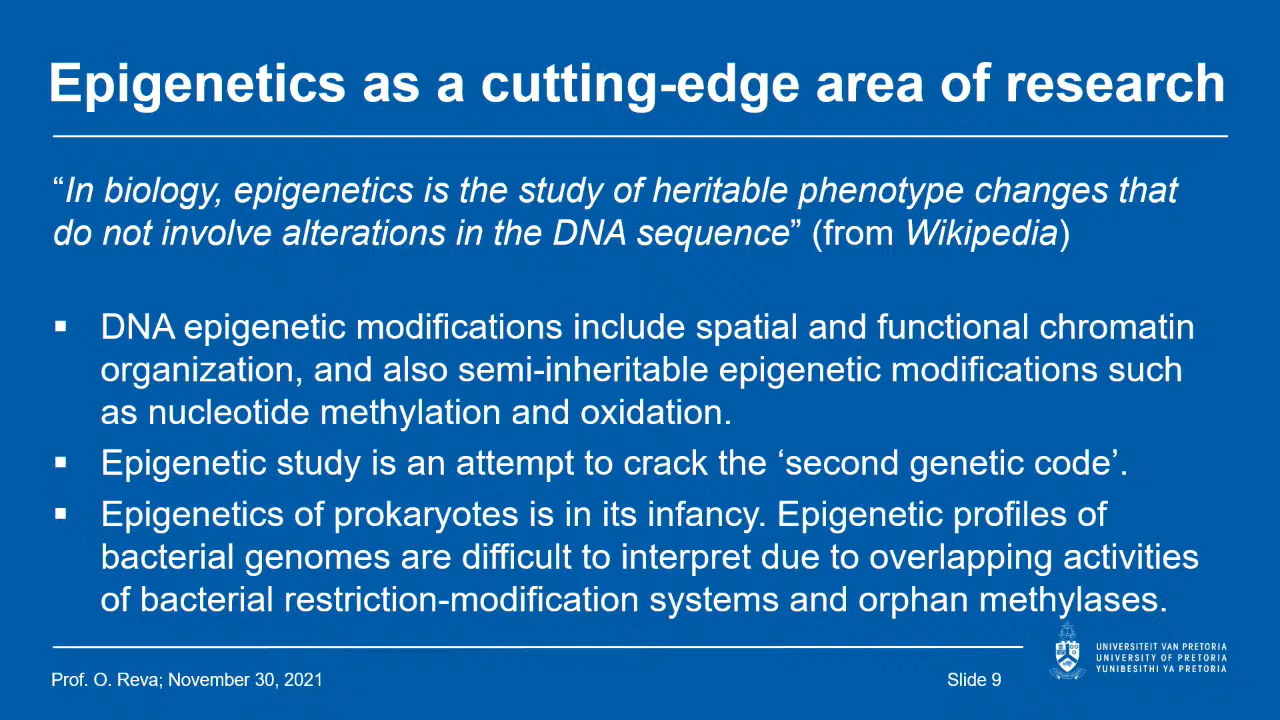 Epigenetics as a cutting-edge area of research
“In biology, epigenetics is the study of heritable phenotype changes that
do not involve alterations in the DNA sequence” (from Wikipedia)
▪ DNA epigenetic modifications include spatial and functional chromatin
organization, and also semi-inheritable epigenetic modifications such
as nucleotide methylation and oxidation.
▪ Epigenetic study is an attempt to crack the ‘second genetic code’.
▪ Epigenetics of prokaryotes is in its infancy. Epigenetic profiles of
bacterial genomes are difficult to interpret due to overlapping activities
of bacterial restriction-modification systems and orphan methylases.
Prof. O. Reva; November 30, 2021
Slide 9
UNIVERSITEIT VAN PRETORIA
UNIVERSITY OF PRETORIA
YUNIBESITHI YA PRETORIA